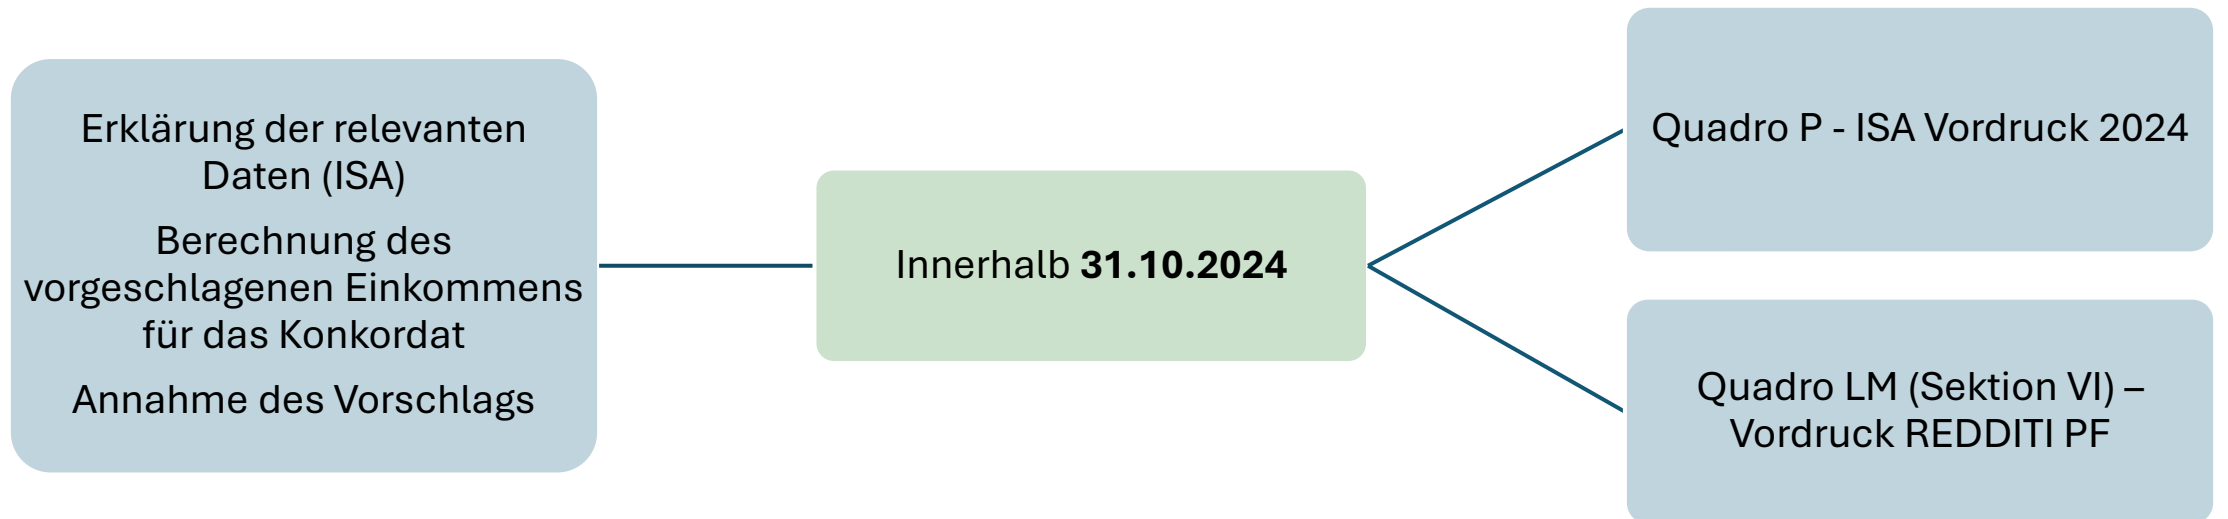 Erklärung der relevanten
Daten (ISA)
Berechnung des
vorgeschlagenen Einkommens
für das Konkordat
Annahme des Vorschlags
Innerhalb 31.10.2024
Quadro P - ISA Vordruck 2024
Quadro LM (Sektion VI) –
Vordruck REDDITI PF